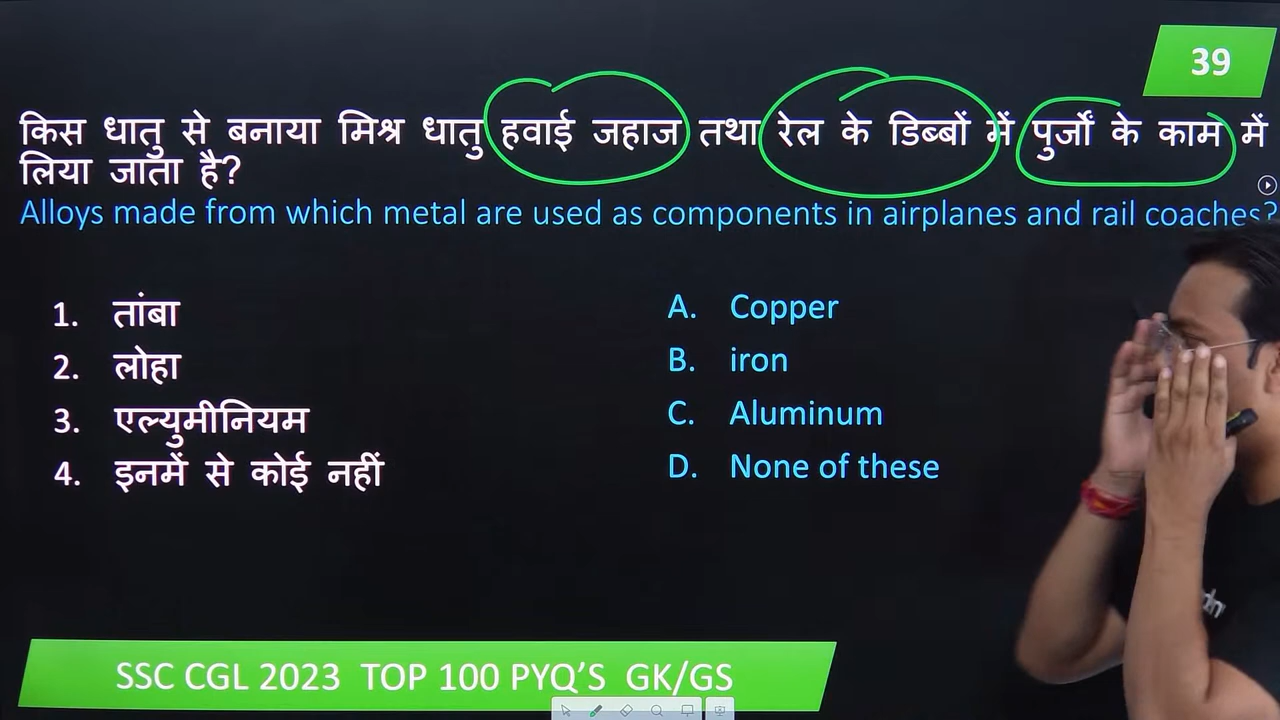 39
किस धातु से बनाया मिश्र धातु हवाई जहाज तथा रेल के डिब्बों में पुर्जों के काम में
लिया जाता है?
Alloys made from which metal are used as components in airplanes and rail coaches?
1. तांबा
2. लोहा
3. एल्युमीनियम
4. इनमें से कोई नहीं
A. Copper
B. iron
C. Aluminum
D. None of these
SSC CGL 2023 TOP 100 PYQ'S GK/GS